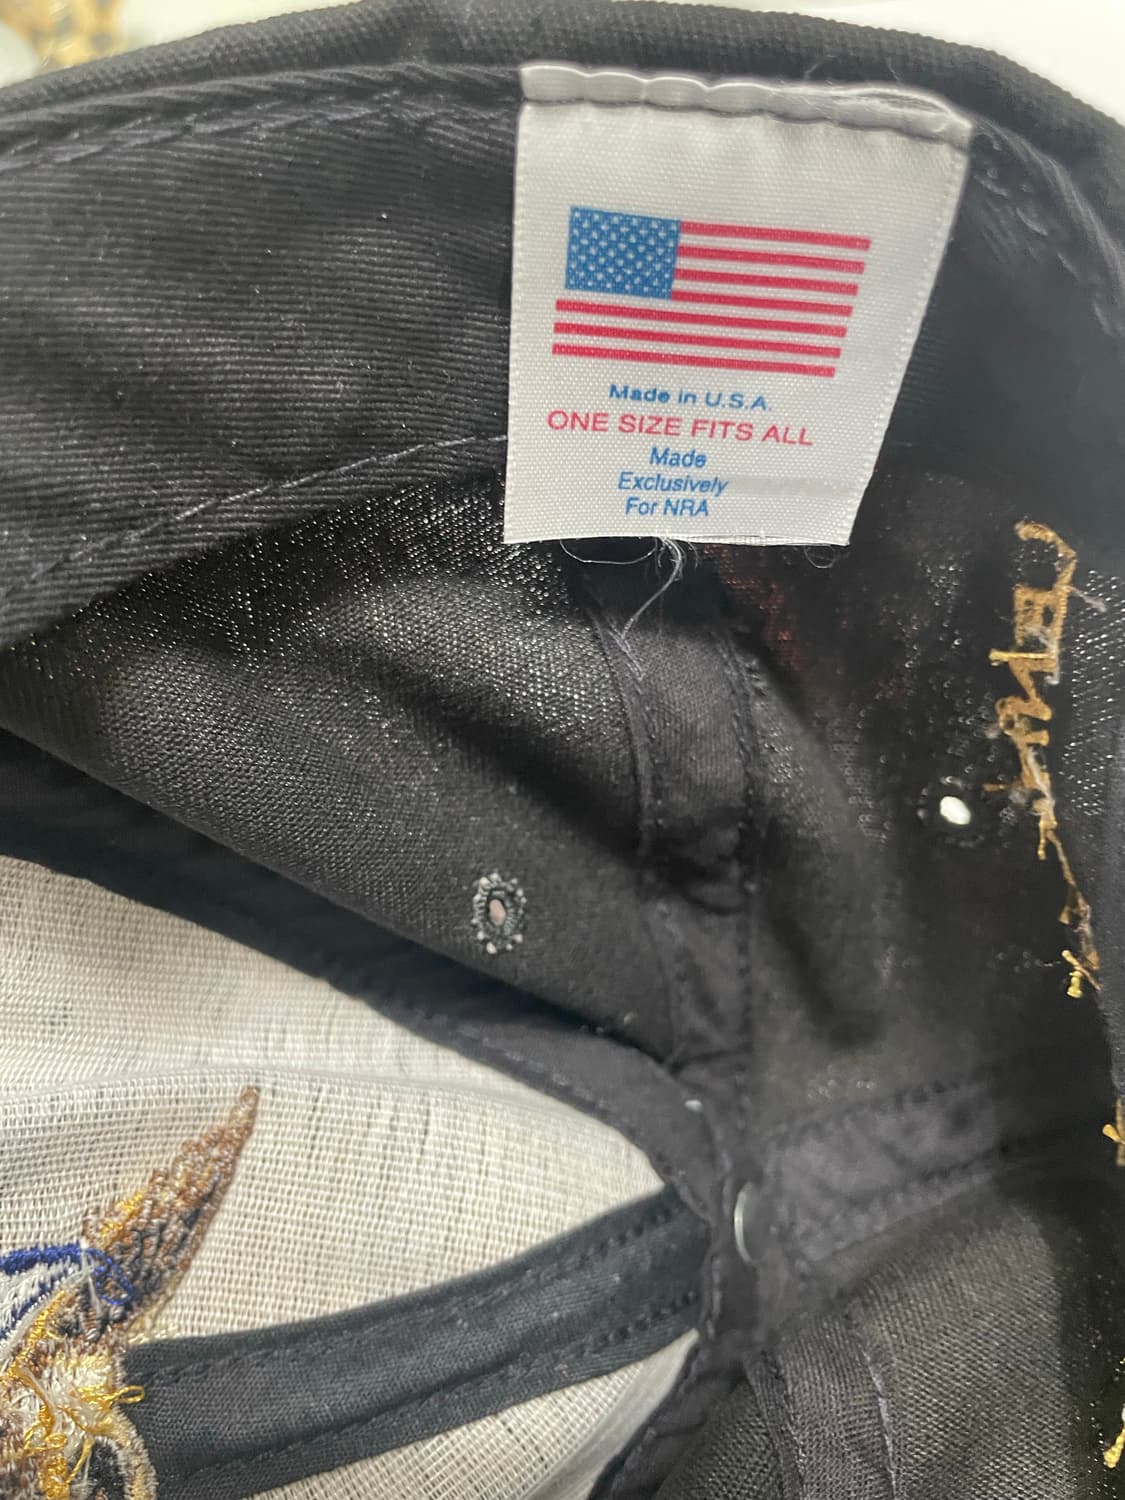 Made in U.S.A.
ONE SIZE FITS ALL
Made
Exclusively
For NRA